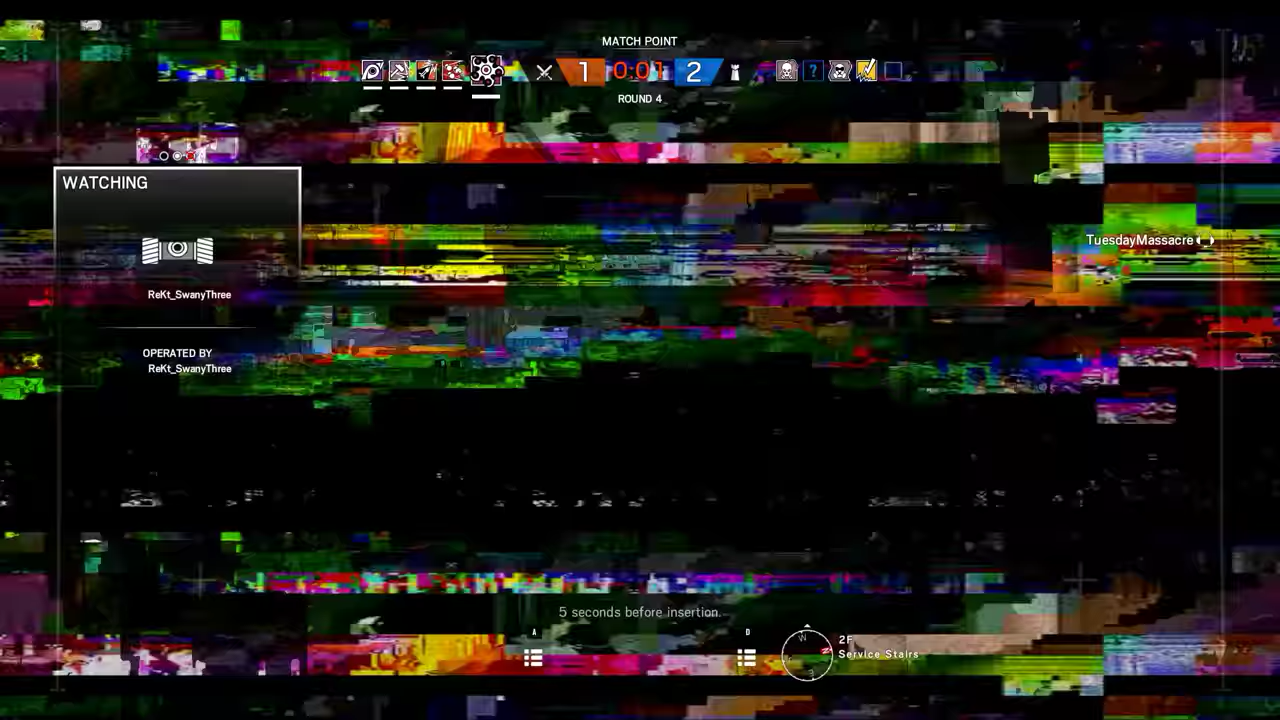 MATCH POINT
1 0:01 2
?
ROUND 4
WATCHING
TuesdayMassacre
ReKt_SwanyThree
OPERATED BY
ReKt_SwanyThree
5 seconds before insertion.
A
D
W
N
S
2F
Service Stairs